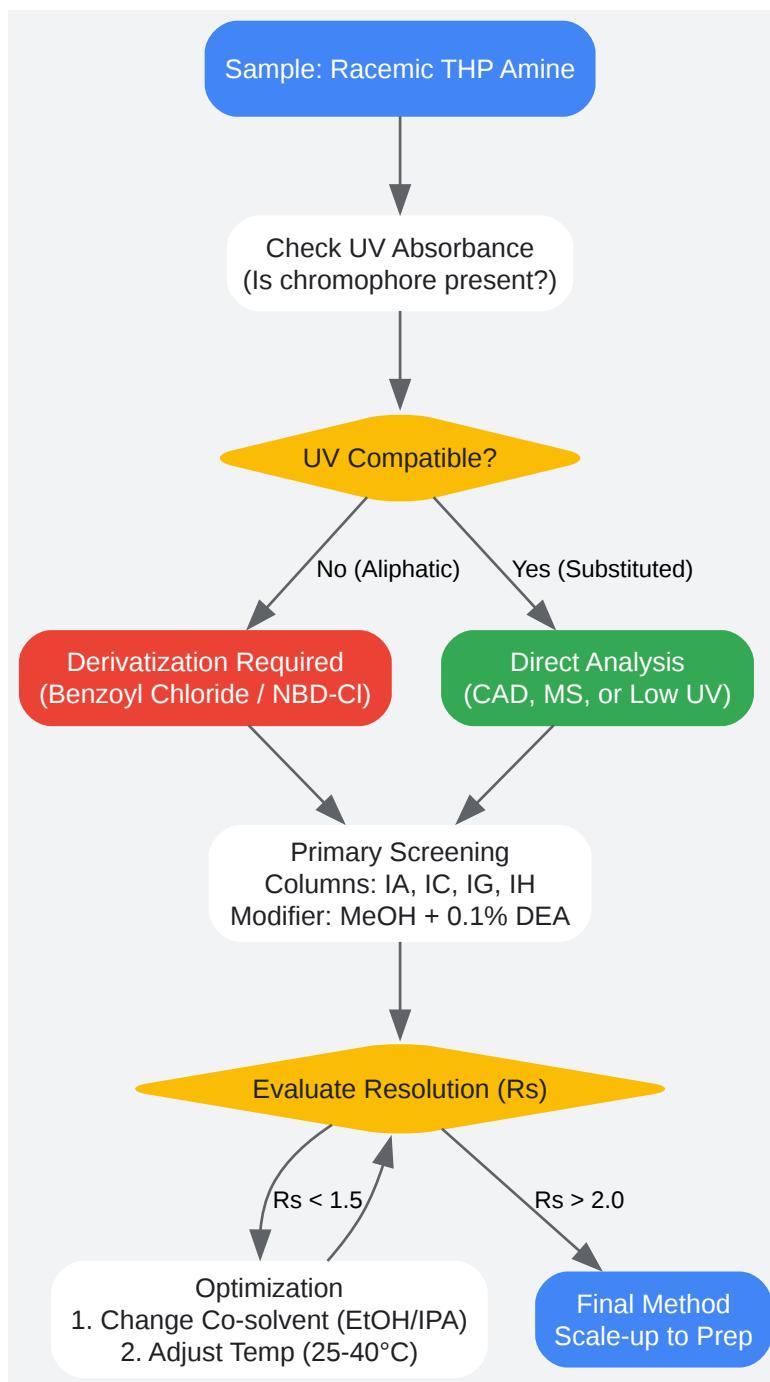 Sample: Racemic THP Amine
Check UV Absorbance
(Is chromophore present?)
UV Compatible?
No (Aliphatic)
Yes (Substituted)
Derivatization Required
(Benzoyl Chloride / NBD-Cl)
Direct Analysis
(CAD, MS, or Low UV)
Primary Screening
Columns: IA, IC, IG, IH
Modifier: MeOH + 0.1% DEA
Evaluate Resolution (Rs)
Rs < 1.5
Rs > 2.0
Optimization
1. Change Co-solvent (EtOH/IPA)
2. Adjust Temp (25-40°C)
Final Method
Scale-up to Prep